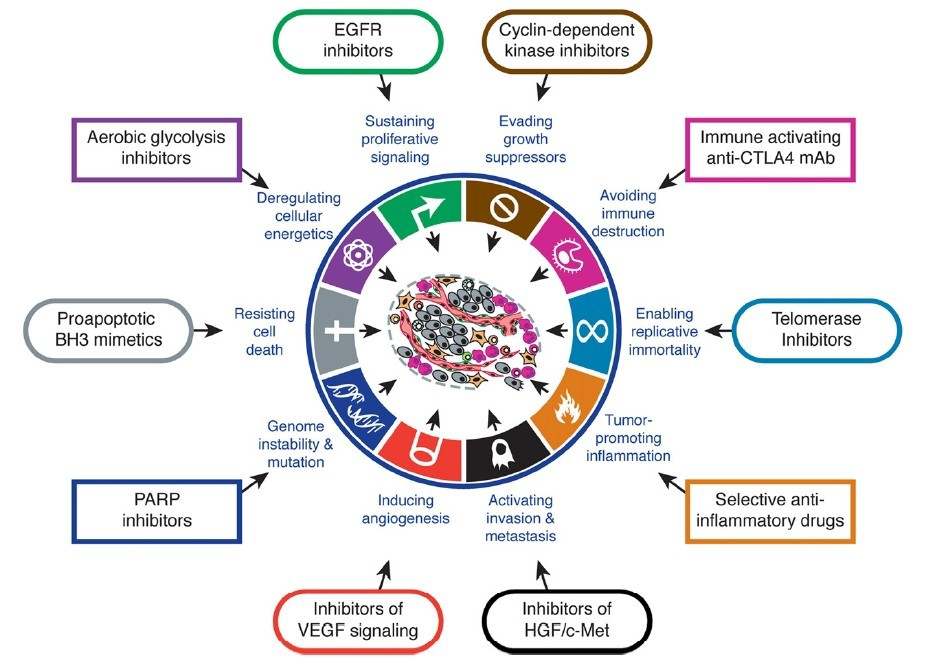 EGFR
inhibitors
Cyclin-dependent
kinase inhibitors
Sustaining
proliferative
signaling
Evading
growth
suppressors
Aerobic glycolysis
inhibitors
Immune activating
anti-CTLA4 mAb
Deregulating
cellular
energetics
Avoiding
immune
destruction
Proapoptotic
BH3 mimetics
Resisting
cell
death
Enabling
replicative
immortality
Telomerase
Inhibitors
Genome
instability &
mutation
Tumor-
promoting
inflammation
PARP
inhibitors
Inducing
angiogenesis
Activating
invasion &
metastasis
Selective anti-
inflammatory drugs
Inhibitors of
VEGF signaling
Inhibitors of
HGF/c-Met